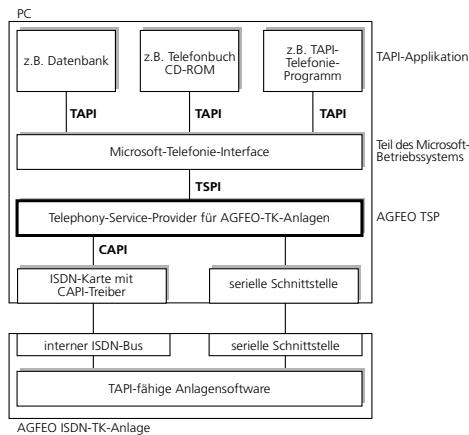 PC
z.B. Datenbank
z.B. Telefonbuch
CD-ROM
z.B. TAPI-
Telefonie-
Programm
TAPI-Applikation
TAPI
TAPI
TAPI
Microsoft-Telefonie-Interface
Teil des Microsoft-
Betriebssystems
TSPI
Telephony-Service-Provider für AGFEO-TK-Anlagen
AGFEO TSP
CAPI
ISDN-Karte mit
CAPI-Treiber
serielle Schnittstelle
interner ISDN-Bus
serielle Schnittstelle
TAPI-fähige Anlagensoftware
AGFEO ISDN-TK-Anlage